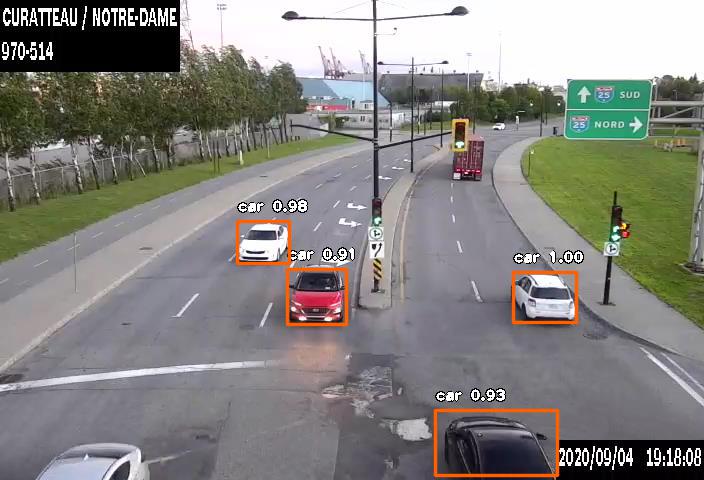 CURATTEAU / NOTRE-DAME
970-514
25 SUD
25 NORD
car 0.98
car 0.91
car 1.00
car 0.93
2020/09/04 19:18:08